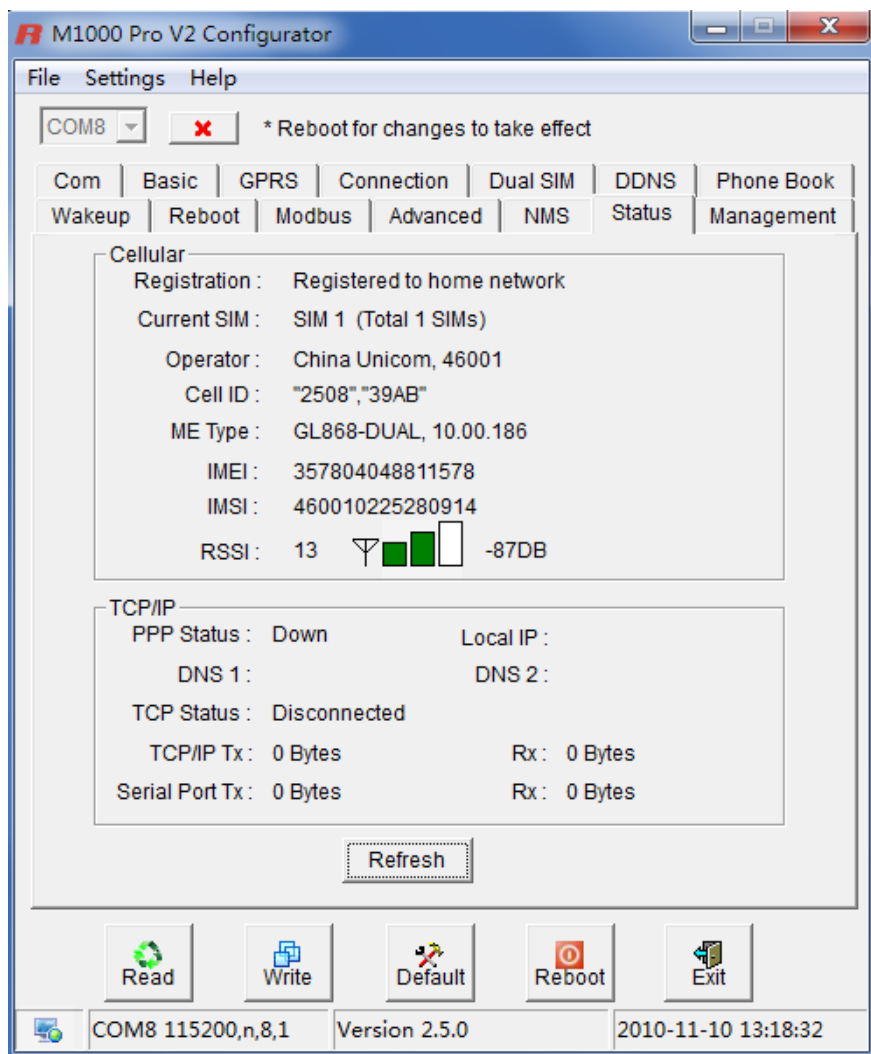 M1000 Pro V2 Configurator
File Settings Help
COM8 * Reboot for changes to take effect
Com Basic GPRS Connection Dual SIM DDNS Phone Book
Wakeup Reboot Modbus Advanced NMS Status Management
Cellular
Registration : Registered to home network
Current SIM : SIM 1 (Total 1 SIMs)
Operator : China Unicom, 46001
Cell ID : "2508","39AB"
ME Type : GL868-DUAL, 10.00.186
IMEI : 357804048811578
IMSI : 460010225280914
RSSI : 13 -87DB
TCP/IP
PPP Status : Down Local IP :
DNS 1 : DNS 2 :
TCP Status : Disconnected
TCP/IP Tx : 0 Bytes Rx : 0 Bytes
Serial Port Tx : 0 Bytes Rx : 0 Bytes
Refresh
Read Write Default Reboot Exit
COM8 115200,n,8,1 Version 2.5.0 2010-11-10 13:18:32